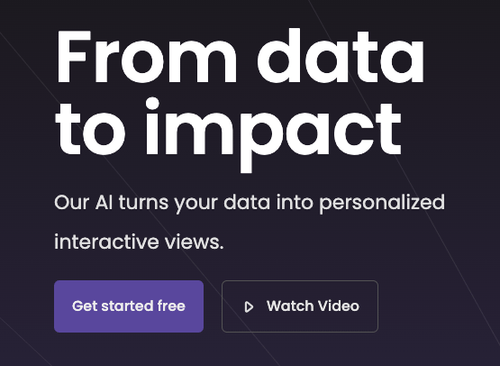 From data
to impact
Our AI turns your data into personalized
interactive views.
Get started free
Watch Video